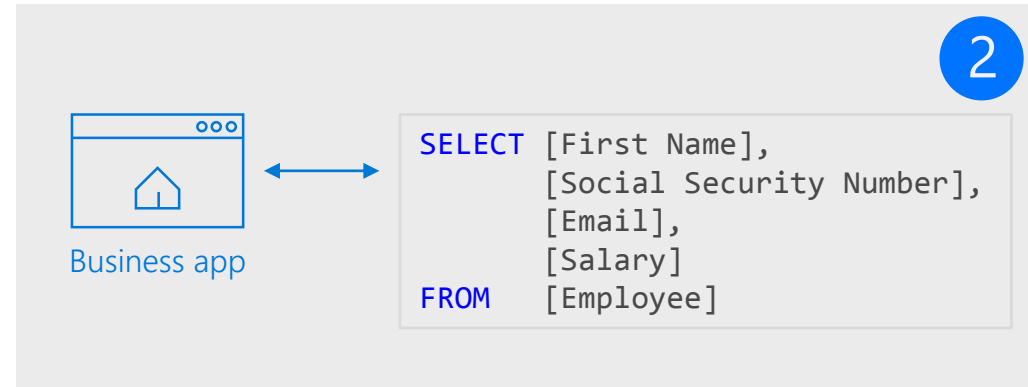 2
SELECT [First Name],
[Social Security Number],
[Email],
[Salary]
FROM [Employee]
Business app